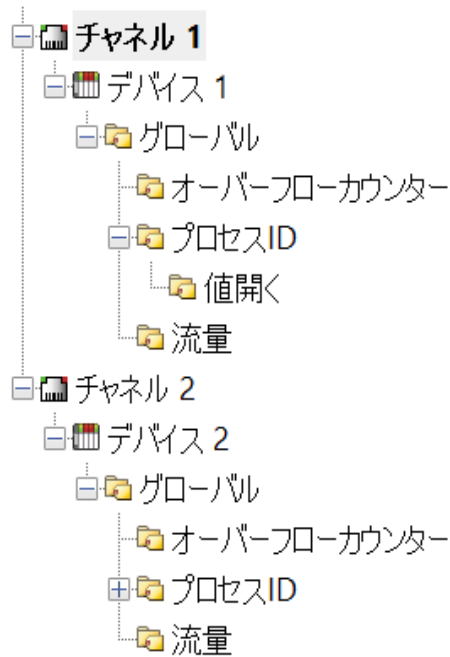 チャネル 1
デバイス 1
グローバル
オーバーフローカウンター
プロセスID
値開く
流量
チャネル 2
デバイス 2
グローバル
オーバーフローカウンター
プロセスID
流量